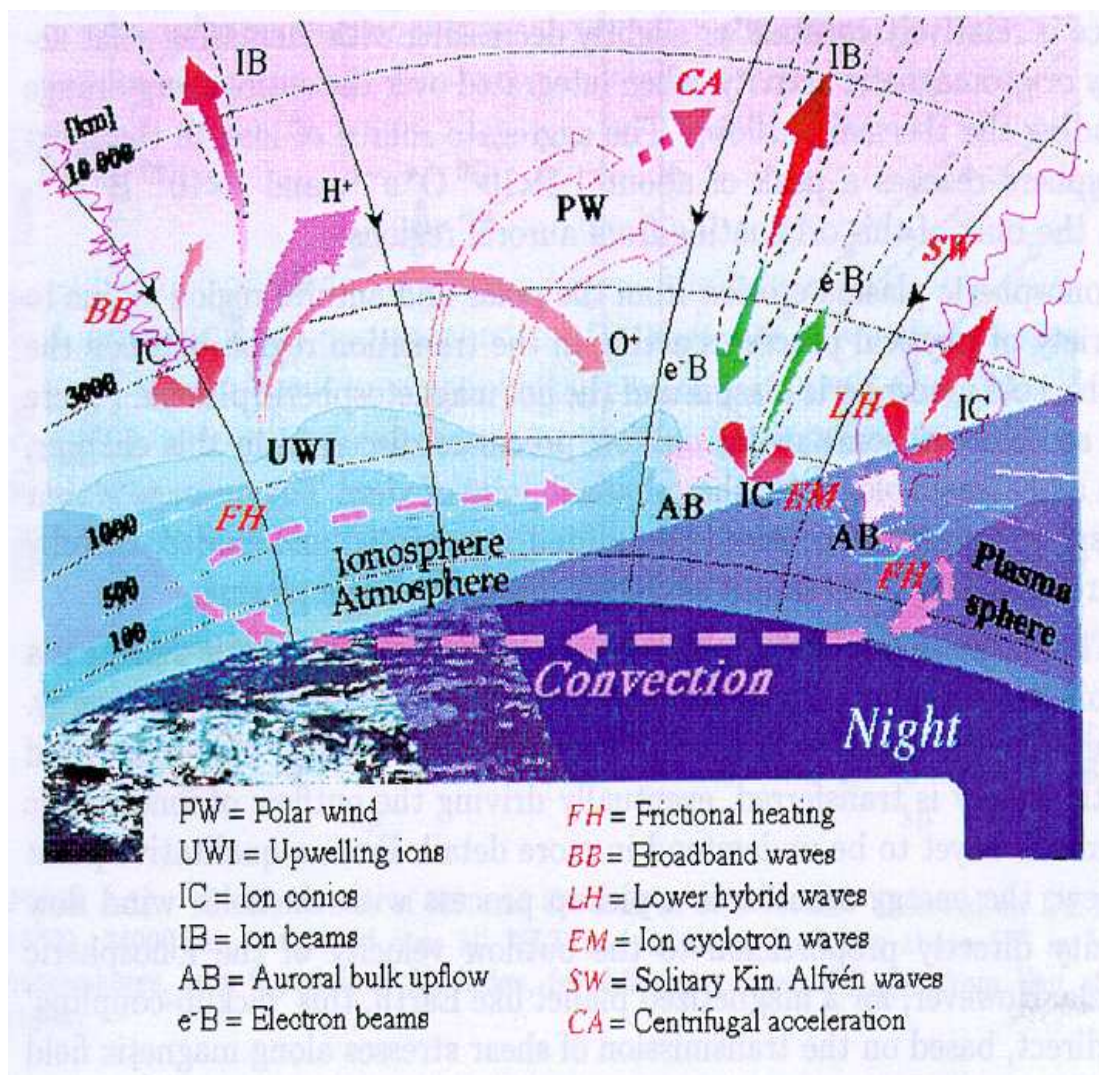 IB
IB
CA
[km]
10 000
H⁺
PW
SW
e⁻B
BB
IC
O⁺
e⁻B
3000
LH
IC
UWI
AB
IC
EM
1000
FH
AB
Ionosphere
FH
Plasma
500
Atmosphere
sphere
100
Convection
Night
PW = Polar wind
UWI = Upwelling ions
IC = Ion conics
IB = Ion beams
AB = Auroral bulk upflow
e⁻B = Electron beams
FH = Frictional heating
BB = Broadband waves
LH = Lower hybrid waves
EM = Ion cyclotron waves
SW = Solitary Kin. Alfvén waves
CA = Centrifugal acceleration